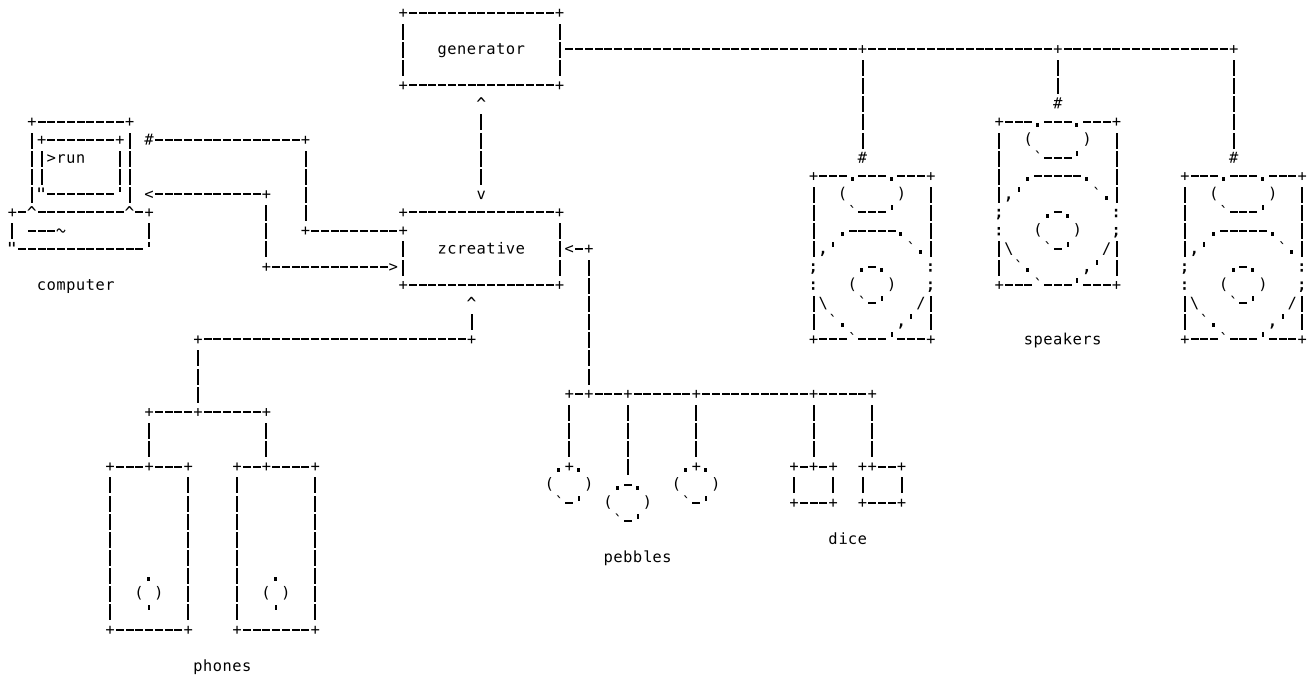 generator
>run
zcreative
computer
speakers
dice
pebbles
phones